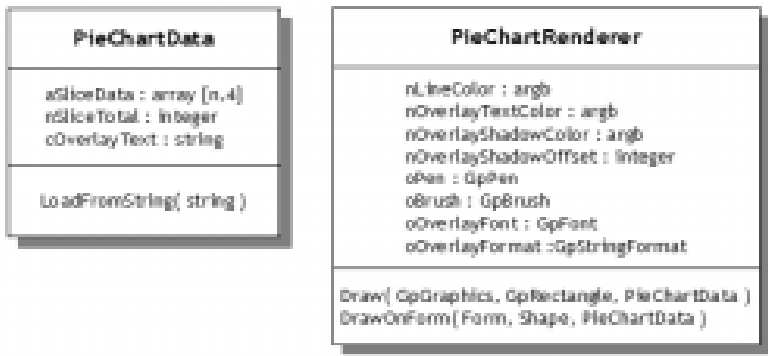 PieChartData
aSliceData : array [n,4]
nSliceTotal : integer
cOverlayText : string
LoadFromString( string )
PieChartRenderer
nLineColor : argb
nOverlayTextColor : argb
nOverlayShadowColor : argb
nOverlayShadowOffset : integer
oPen : GpPen
oBrush : GpBrush
oOverlayFont : GpFont
oOverlayFormat :GpStringFormat
Draw( GpGraphics, GpRectangle, PieChartData )
DrawOnForm( Form, Shape, PieChartData )